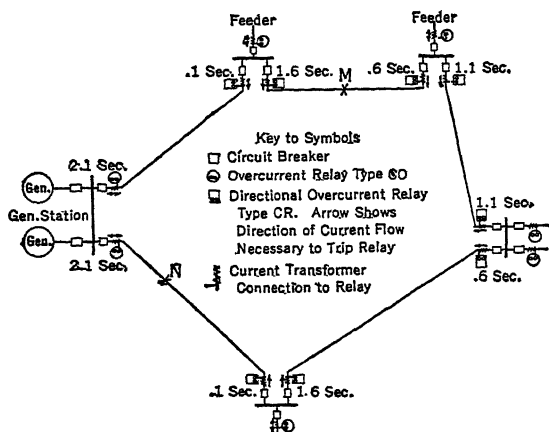 Feeder
Feeder
.1 Sec. 1.6 Sec. M .6 Sec. 1.1 Sec.
Key to Symbols
Circuit Breaker
Overcurrent Relay Type CO
Directional Overcurrent Relay
Type CR. Arrow Shows
Direction of Current Flow
Necessary to Trip Relay
Current Transformer
Connection to Relay
2.1 Sec.
Gen.
Gen. Station
Gen.
2.1 Sec.
N
1.1 Sec.
.6 Sec.
.1 Sec. 1.6 Sec.